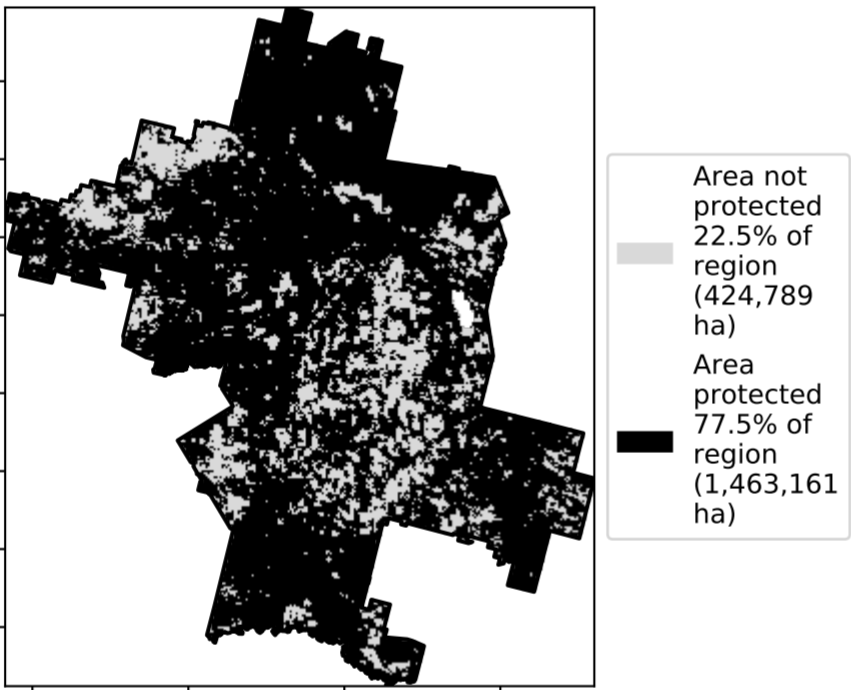 Area not
protected
22.5% of
region
(424,789
ha)
Area
protected
77.5% of
region
(1,463,161
ha)